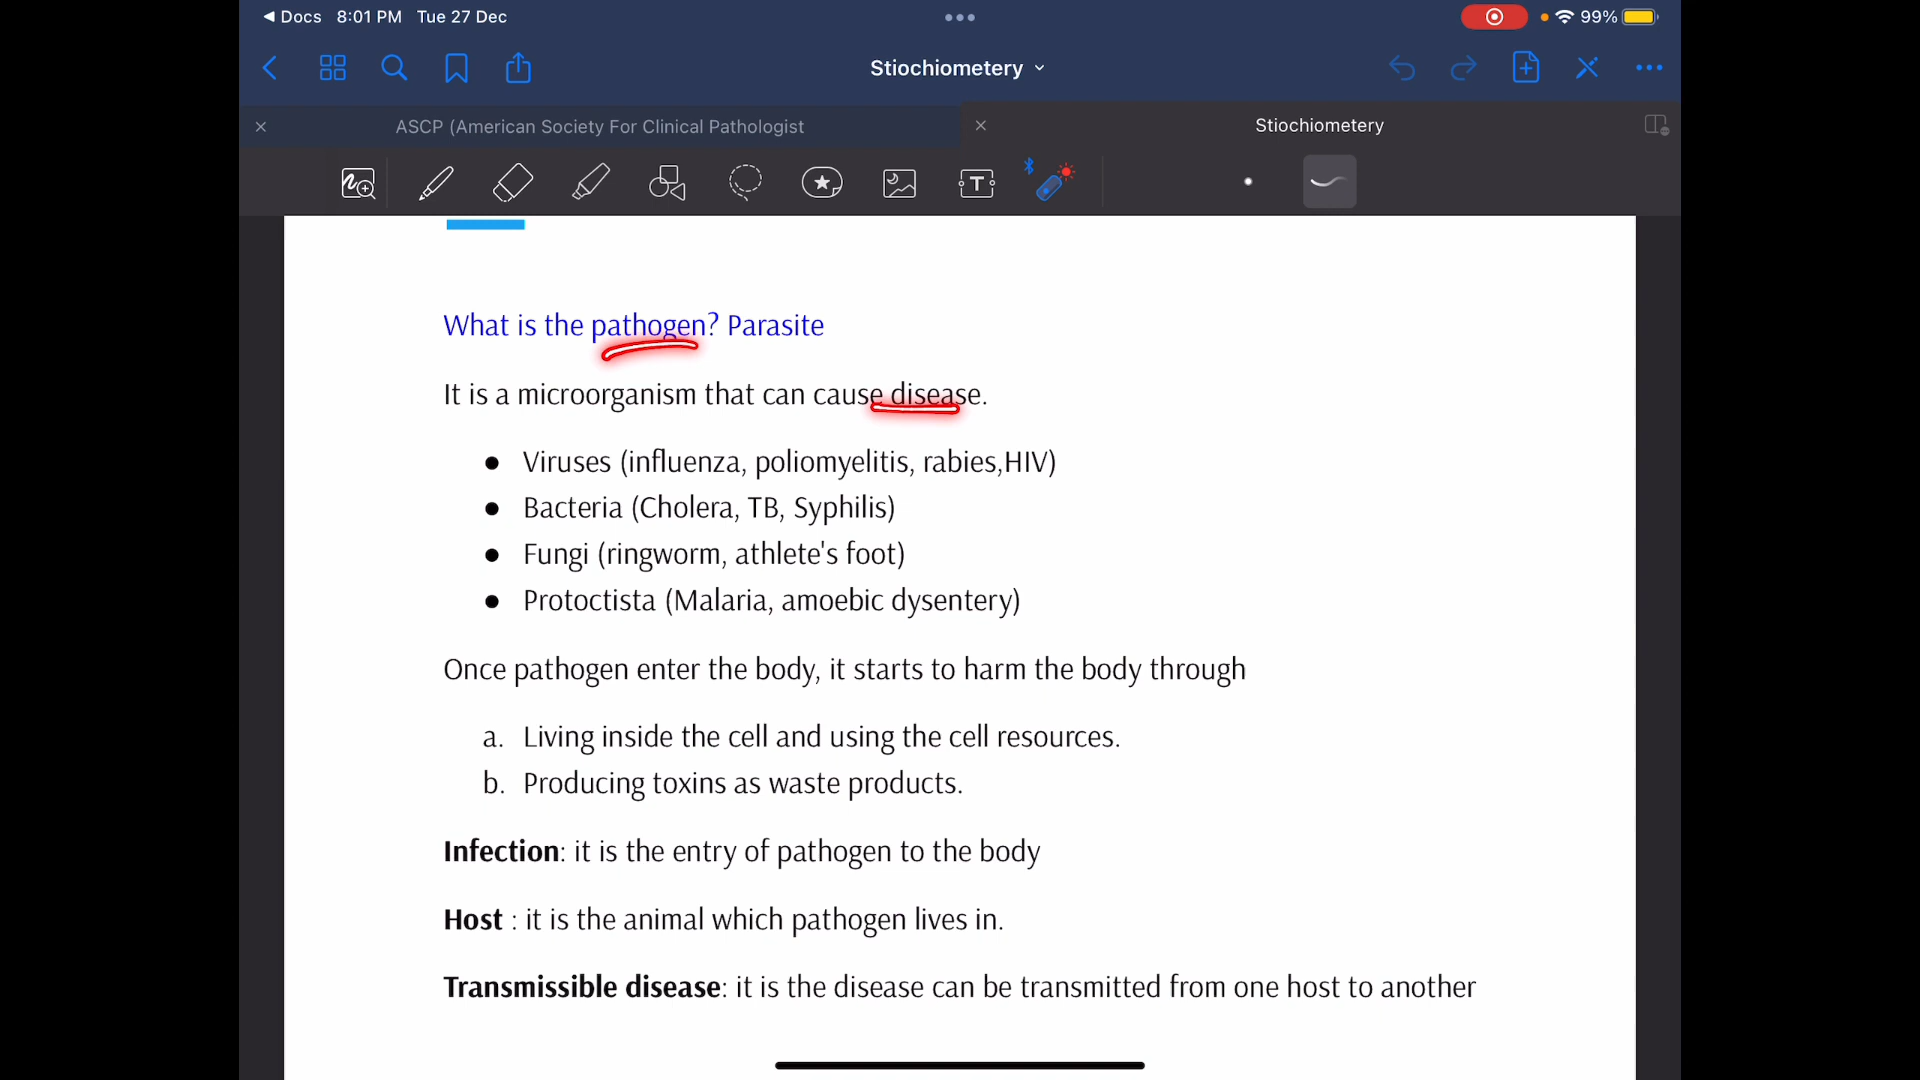 Docs 8:01 PM Tue 27 Dec
99%
Stiochiometery
ASCP (American Society For Clinical Pathologist
Stiochiometery
What is the pathogen? Parasite
It is a microorganism that can cause disease.
● Viruses (influenza, poliomyelitis, rabies,HIV)
● Bacteria (Cholera, TB, Syphilis)
● Fungi (ringworm, athlete's foot)
● Protoctista (Malaria, amoebic dysentery)
Once pathogen enter the body, it starts to harm the body through
a. Living inside the cell and using the cell resources.
b. Producing toxins as waste products.
Infection: it is the entry of pathogen to the body
Host : it is the animal which pathogen lives in.
Transmissible disease: it is the disease can be transmitted from one host to another